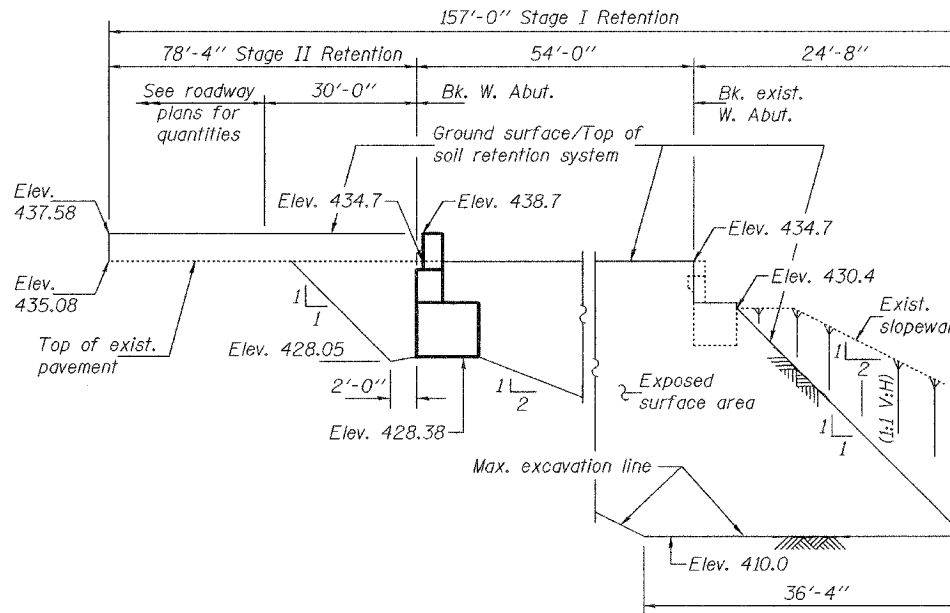 157'-0" Stage I Retention
78'-4" Stage II Retention
54'-0"
24'-8"
See roadway
plans for
quantities
30'-0"
Bk. W. Abut.
Bk. exist.
W. Abut.
Ground surface/Top of
soil retention system
Elev.
437.58
Elev. 434.7
Elev. 438.7
Elev. 434.7
Elev. 430.4
Elev.
435.08
1
1
Exist.
slopewal
Top of exist.
pavement
Elev. 428.05
2'-0"
1
2
Exposed
surface area
1
2
(1:1 V:H)
Elev. 428.38
1
1
Max. excavation line
Elev. 410.0
36'-4"